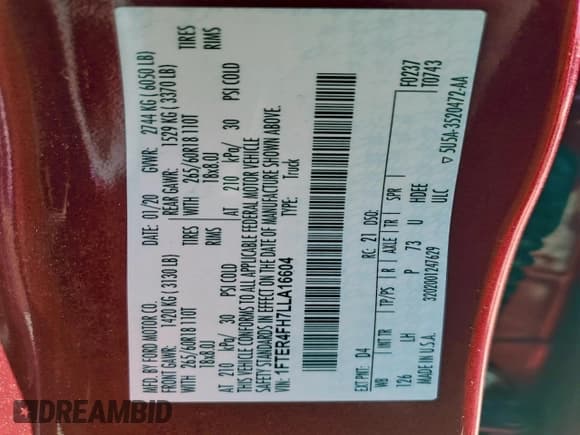 MFD. BY FORD MOTOR CO.
DATE: 01/20 GVWR: 2744 KG ( 6050 LB)
FRONT GAWR: 1420 KG ( 3130 LB) REAR GAWR: 1529 KG ( 3370 LB)
WITH 265/60R18 110T WITH 265/60R18 110T TIRES
18x8.0J 18x8.0J RIMS
AT 210 kPa/ 30 PSI COLD AT 210 kPa/ 30 PSI COLD
THIS VEHICLE CONFORMS TO ALL APPLICABLE FEDERAL MOTOR VEHICLE
SAFETY STANDARDS IN EFFECT ON THE DATE OF MANUFACTURE SHOWN ABOVE.
VIN: 1FTER4FH7LLA16604
TYPE: Truck
EXT PNT: D4 RC: 21 DSO: F0237
T0743
WB INT TR TP/PS R AXLE TR SPR
126 LH P 73 U HDEE
ULC
MADE IN U.S.A. 3202001247629
5U5A-3520472-AA
DREAMBID